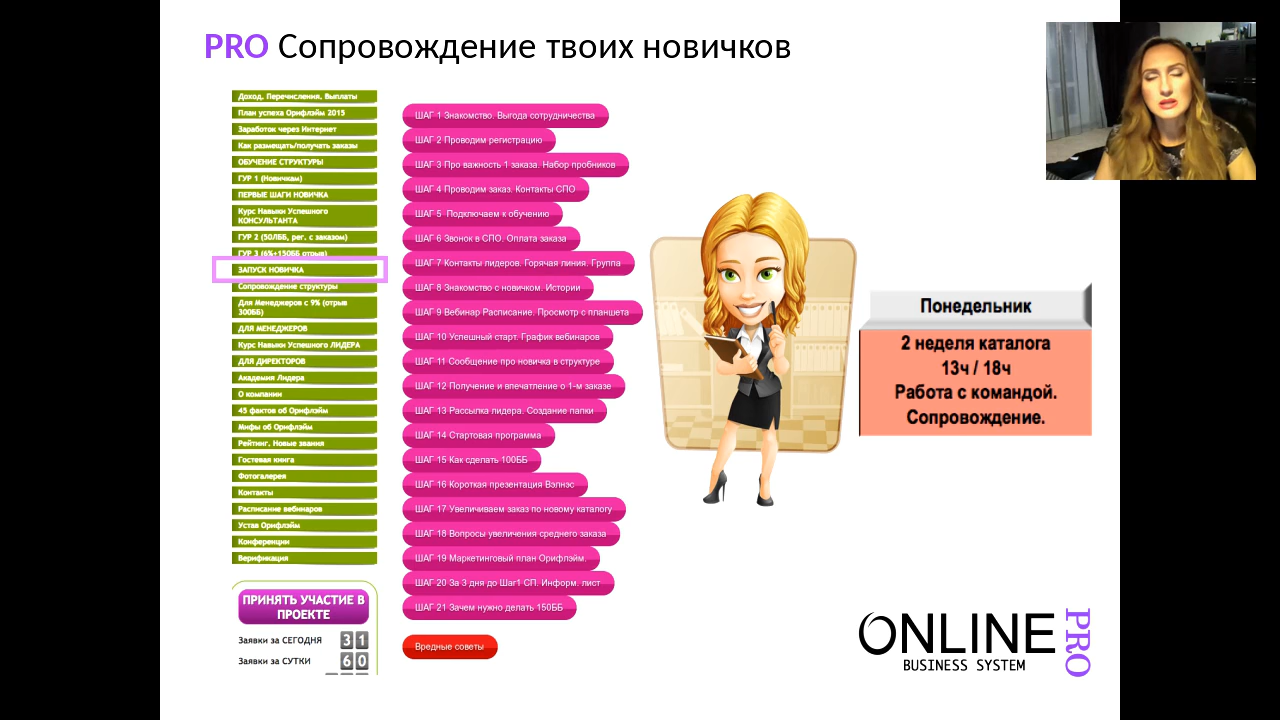 PRO Сопровождение твоих новичков
Доход. Перечисления. Выплаты
План успеха Орифлэйм 2015
Заработок через Интернет
Как размещать/получать заказы
ОБУЧЕНИЕ СТРУКТУРЫ
ГУР 1 (Новичкам)
ПЕРВЫЕ ШАГИ НОВИЧКА
Курс Навыки Успешного
КОНСУЛЬТАНТА
ГУР 2 (50ЛББ, рег. с заказом)
ГУР 3 (6%+150ББ отрыв)
ЗАПУСК НОВИЧКА
Сопровождение структуры
Для Менеджеров с 9% (отрыв
300ББ)
ДЛЯ МЕНЕДЖЕРОВ
Курс Навыки Успешного ЛИДЕРА
ДЛЯ ДИРЕКТОРОВ
Академия Лидера
О компании
45 фактов об Орифлэйм
Мифы об Орифлэйм
Рейтинг. Новые звания
Гостевая книга
Фотогалерея
Контакты
Расписание вебинаров
Устав Орифлэйм
Конференции
Верификация
ПРИНЯТЬ УЧАСТИЕ В
ПРОЕКТЕ
Заявки за СЕГОДНЯ 31
Заявки за СУТКИ 60
ШАГ 1 Знакомство. Выгода сотрудничества
ШАГ 2 Проводим регистрацию
ШАГ 3 Про важность 1 заказа. Набор пробников
ШАГ 4 Проводим заказ. Контакты СПО
ШАГ 5 Подключаем к обучению
ШАГ 6 Звонок в СПО. Оплата заказа
ШАГ 7 Контакты лидеров. Горячая линия. Группа
ШАГ 8 Знакомство с новичком. Истории
ШАГ 9 Вебинар Расписание. Просмотр с планшета
ШАГ 10 Успешный старт. График вебинаров
ШАГ 11 Сообщение про новичка в структуре
ШАГ 12 Получение и впечатление о 1-м заказе
ШАГ 13 Рассылка лидера. Создание папки
ШАГ 14 Стартовая программа
ШАГ 15 Как сделать 100ББ
ШАГ 16 Короткая презентация Вэлнэс
ШАГ 17 Увеличиваем заказ по новому каталогу
ШАГ 18 Вопросы увеличения среднего заказа
ШАГ 19 Маркетинговый план Орифлэйм.
ШАГ 20 За 3 дня до Шаг1 СП. Информ. лист
ШАГ 21 Зачем нужно делать 150ББ
Вредные советы
Понедельник
2 неделя каталога
13ч / 18ч
Работа с командой.
Сопровождение.
ONLINE PRO
BUSINESS SYSTEM